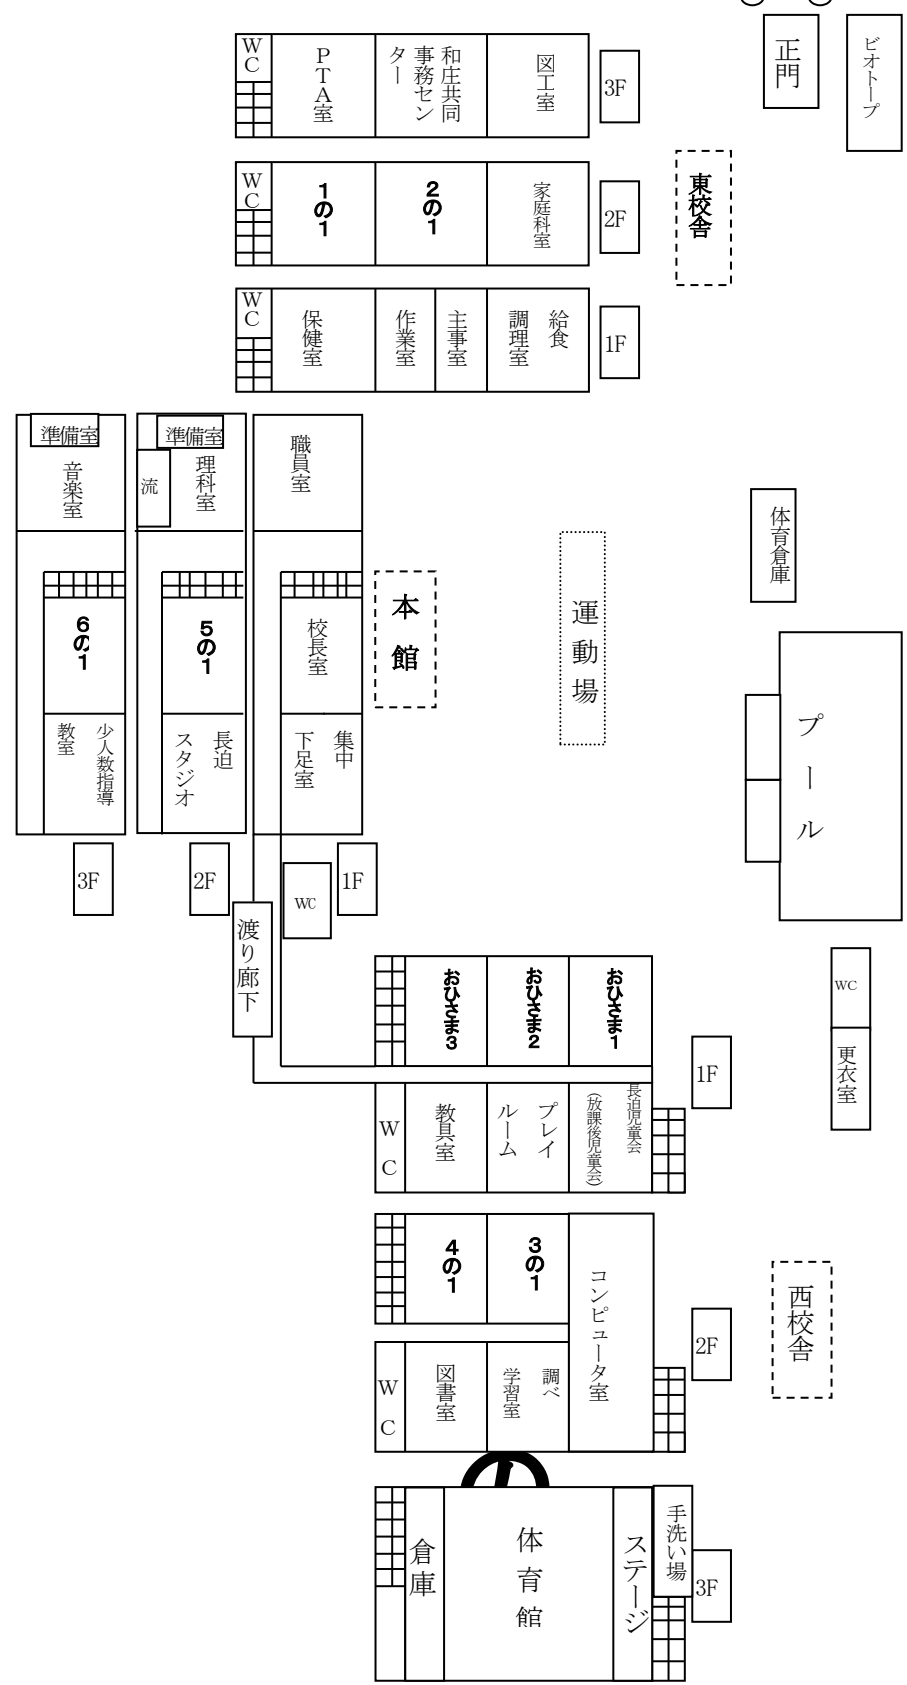 正門
ビオトープ
WC
PTA室
和庄共同
事務セン
ター
図工室
3F
WC
1の1
2の1
家庭科室
2F
東校舎
WC
保健室
作業室
主事室
給食
調理室
1F
準備室
音楽室
準備室
流
理科室
職員室
体育倉庫
6の1
5の1
校長室
本館
運動場
プール
少人数指導
教室
長迫
スタジオ
集中
下足室
3F
2F
WC
1F
渡り廊下
おひさま3
おひさま2
おひさま1
WC
更衣室
1F
WC
教具室
プレイ
ルーム
長迫児童会
(放課後児童会)
4の1
3の1
コンピュータ室
西校舎
2F
WC
図書室
調べ
学習室
倉庫
体育館
ステージ
手洗い場
3F